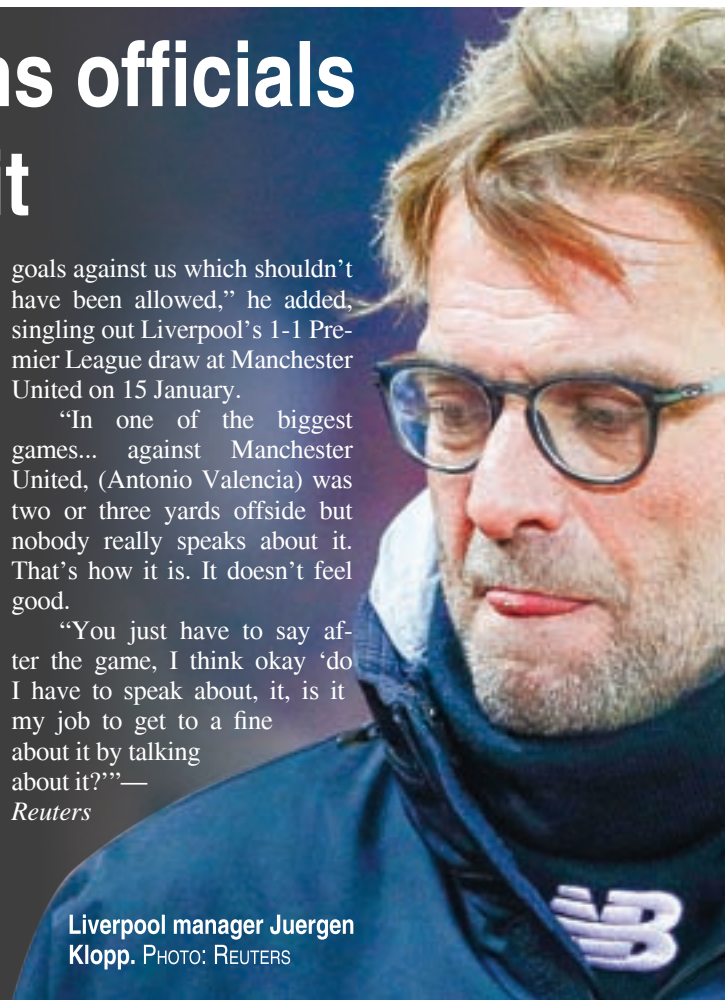 ns officials
it
goals against us which shouldn’t
have been allowed,” he added,
singling out Liverpool’s 1-1 Pre-
mier League draw at Manchester
United on 15 January.
“In one of the biggest
games... against Manchester
United, (Antonio Valencia) was
two or three yards offside but
nobody really speaks about it.
That’s how it is. It doesn’t feel
good.
“You just have to say af-
ter the game, I think okay ‘do
I have to speak about, it, is it
my job to get to a fine
about it by talking
about it?’”—
Reuters
Liverpool manager Juergen
Klopp. PHOTO: REUTERS
NB